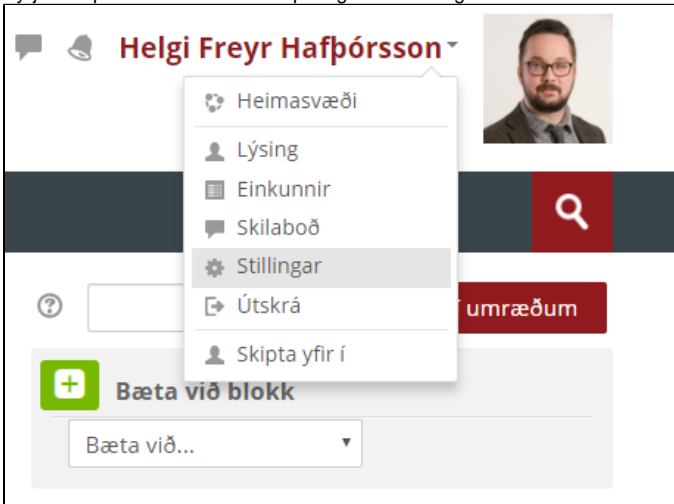 Helgi Freyr Hafþórsson
Heimasvæði
Lýsing
Einkunnir
Skilaboð
Stillingar
Útskrá
Skipta yfir í
umræðum
Bæta við blokk
Bæta við...